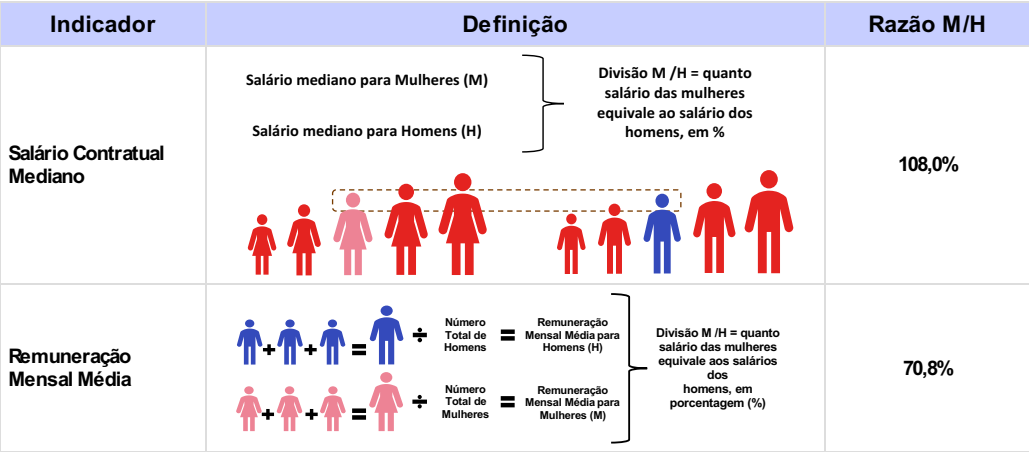 Indicador
Definição
Razão M/H
Salário Contratual
Mediano
Salário mediano para Mulheres (M)
Salário mediano para Homens (H)
Divisão M /H = quanto
salário das mulheres
equivale ao salário dos
homens, em %
108,0%
Remuneração
Mensal Média
+ + = ÷
Número
Total de
Homens
=
Remuneração
Mensal Média para
Homens (H)
+ + = ÷
Número
Total de
Mulheres
=
Remuneração
Mensal Média para
Mulheres (M)
Divisão M /H = quanto
salário das mulheres
equivale aos salários
dos
homens, em
porcentagem (%)
70,8%